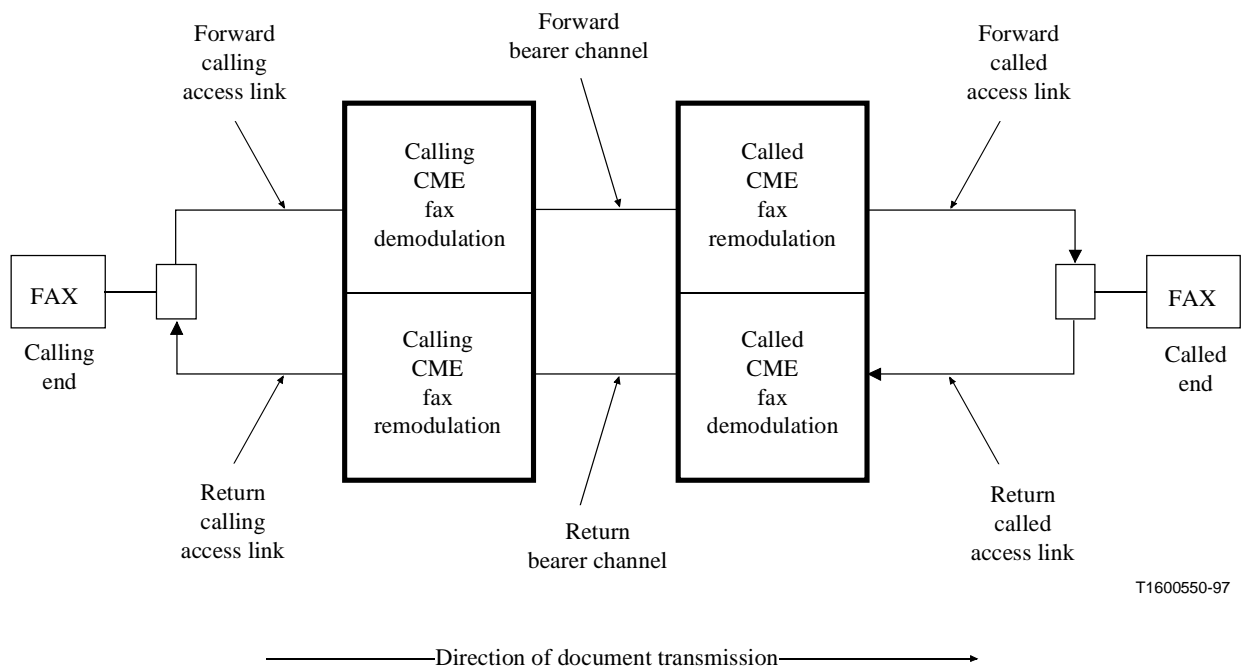 Forward
calling
access link
Forward
bearer channel
Forward
called
access link
Calling
CME
fax
demodulation
Called
CME
fax
remodulation
FAX
Calling
end
FAX
Called
end
Calling
CME
fax
remodulation
Called
CME
fax
demodulation
Return
calling
access link
Return
bearer channel
Return
called
access link
T1600550-97
Direction of document transmission